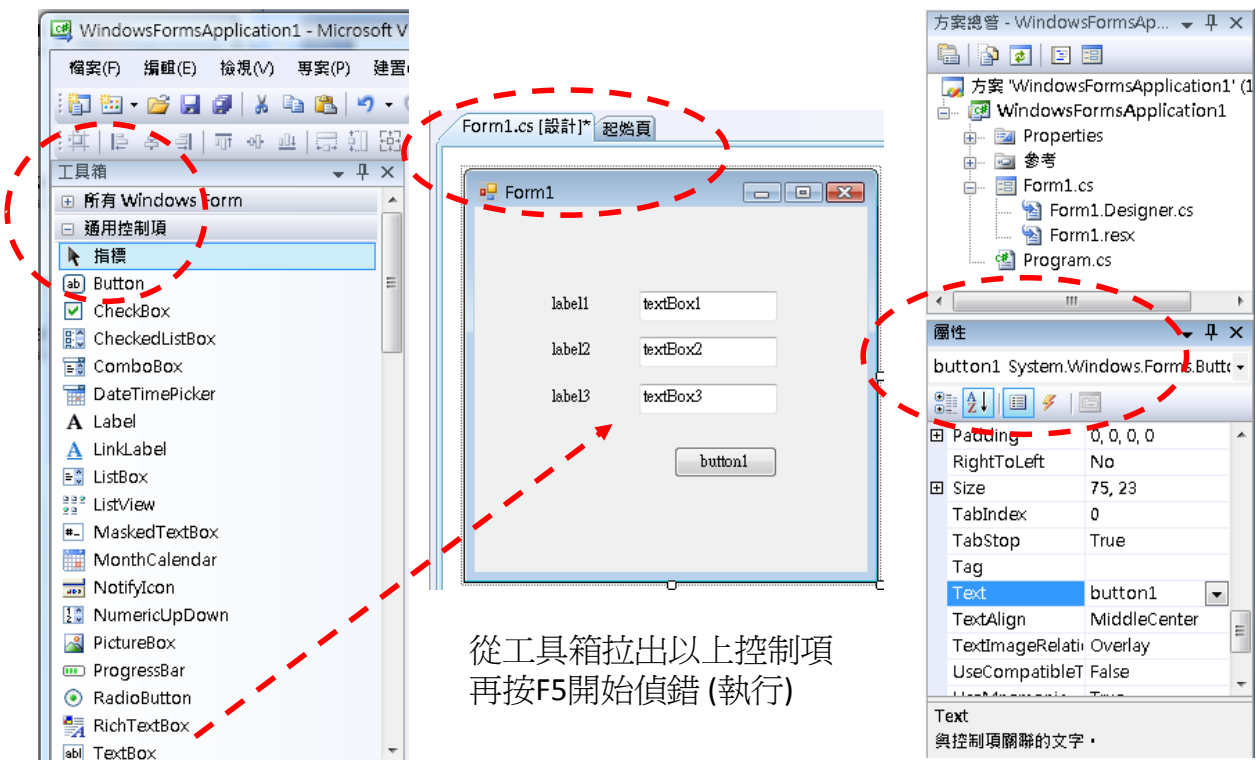 WindowsFormsApplication1 - Microsoft V
檔案(F) 編輯(E) 檢視(V) 專案(P) 建置
工具箱
所有 Windows Form
通用控制項
指標
Button
CheckBox
CheckedListBox
ComboBox
DateTimePicker
Label
LinkLabel
ListBox
ListView
MaskedTextBox
MonthCalendar
NotifyIcon
NumericUpDown
PictureBox
ProgressBar
RadioButton
RichTextBox
TextBox
Form1.cs [設計]* 起始頁
Form1
label1 textBox1
label2 textBox2
label3 textBox3
button1
從工具箱拉出以上控制項
再按F5開始偵錯 (執行)
方案總管 - WindowsFormsAp...
方案 'WindowsFormsApplication1' (1
WindowsFormsApplication1
Properties
參考
Form1.cs
Form1.Designer.cs
Form1.resx
Program.cs
屬性
button1 System.Windows.Forms.Butt
Padding 0, 0, 0, 0
RightToLeft No
Size 75, 23
TabIndex 0
TabStop True
Tag
Text button1
TextAlign MiddleCenter
TextImageRelati Overlay
UseCompatibleT False
Text
與控制項關聯的文字。